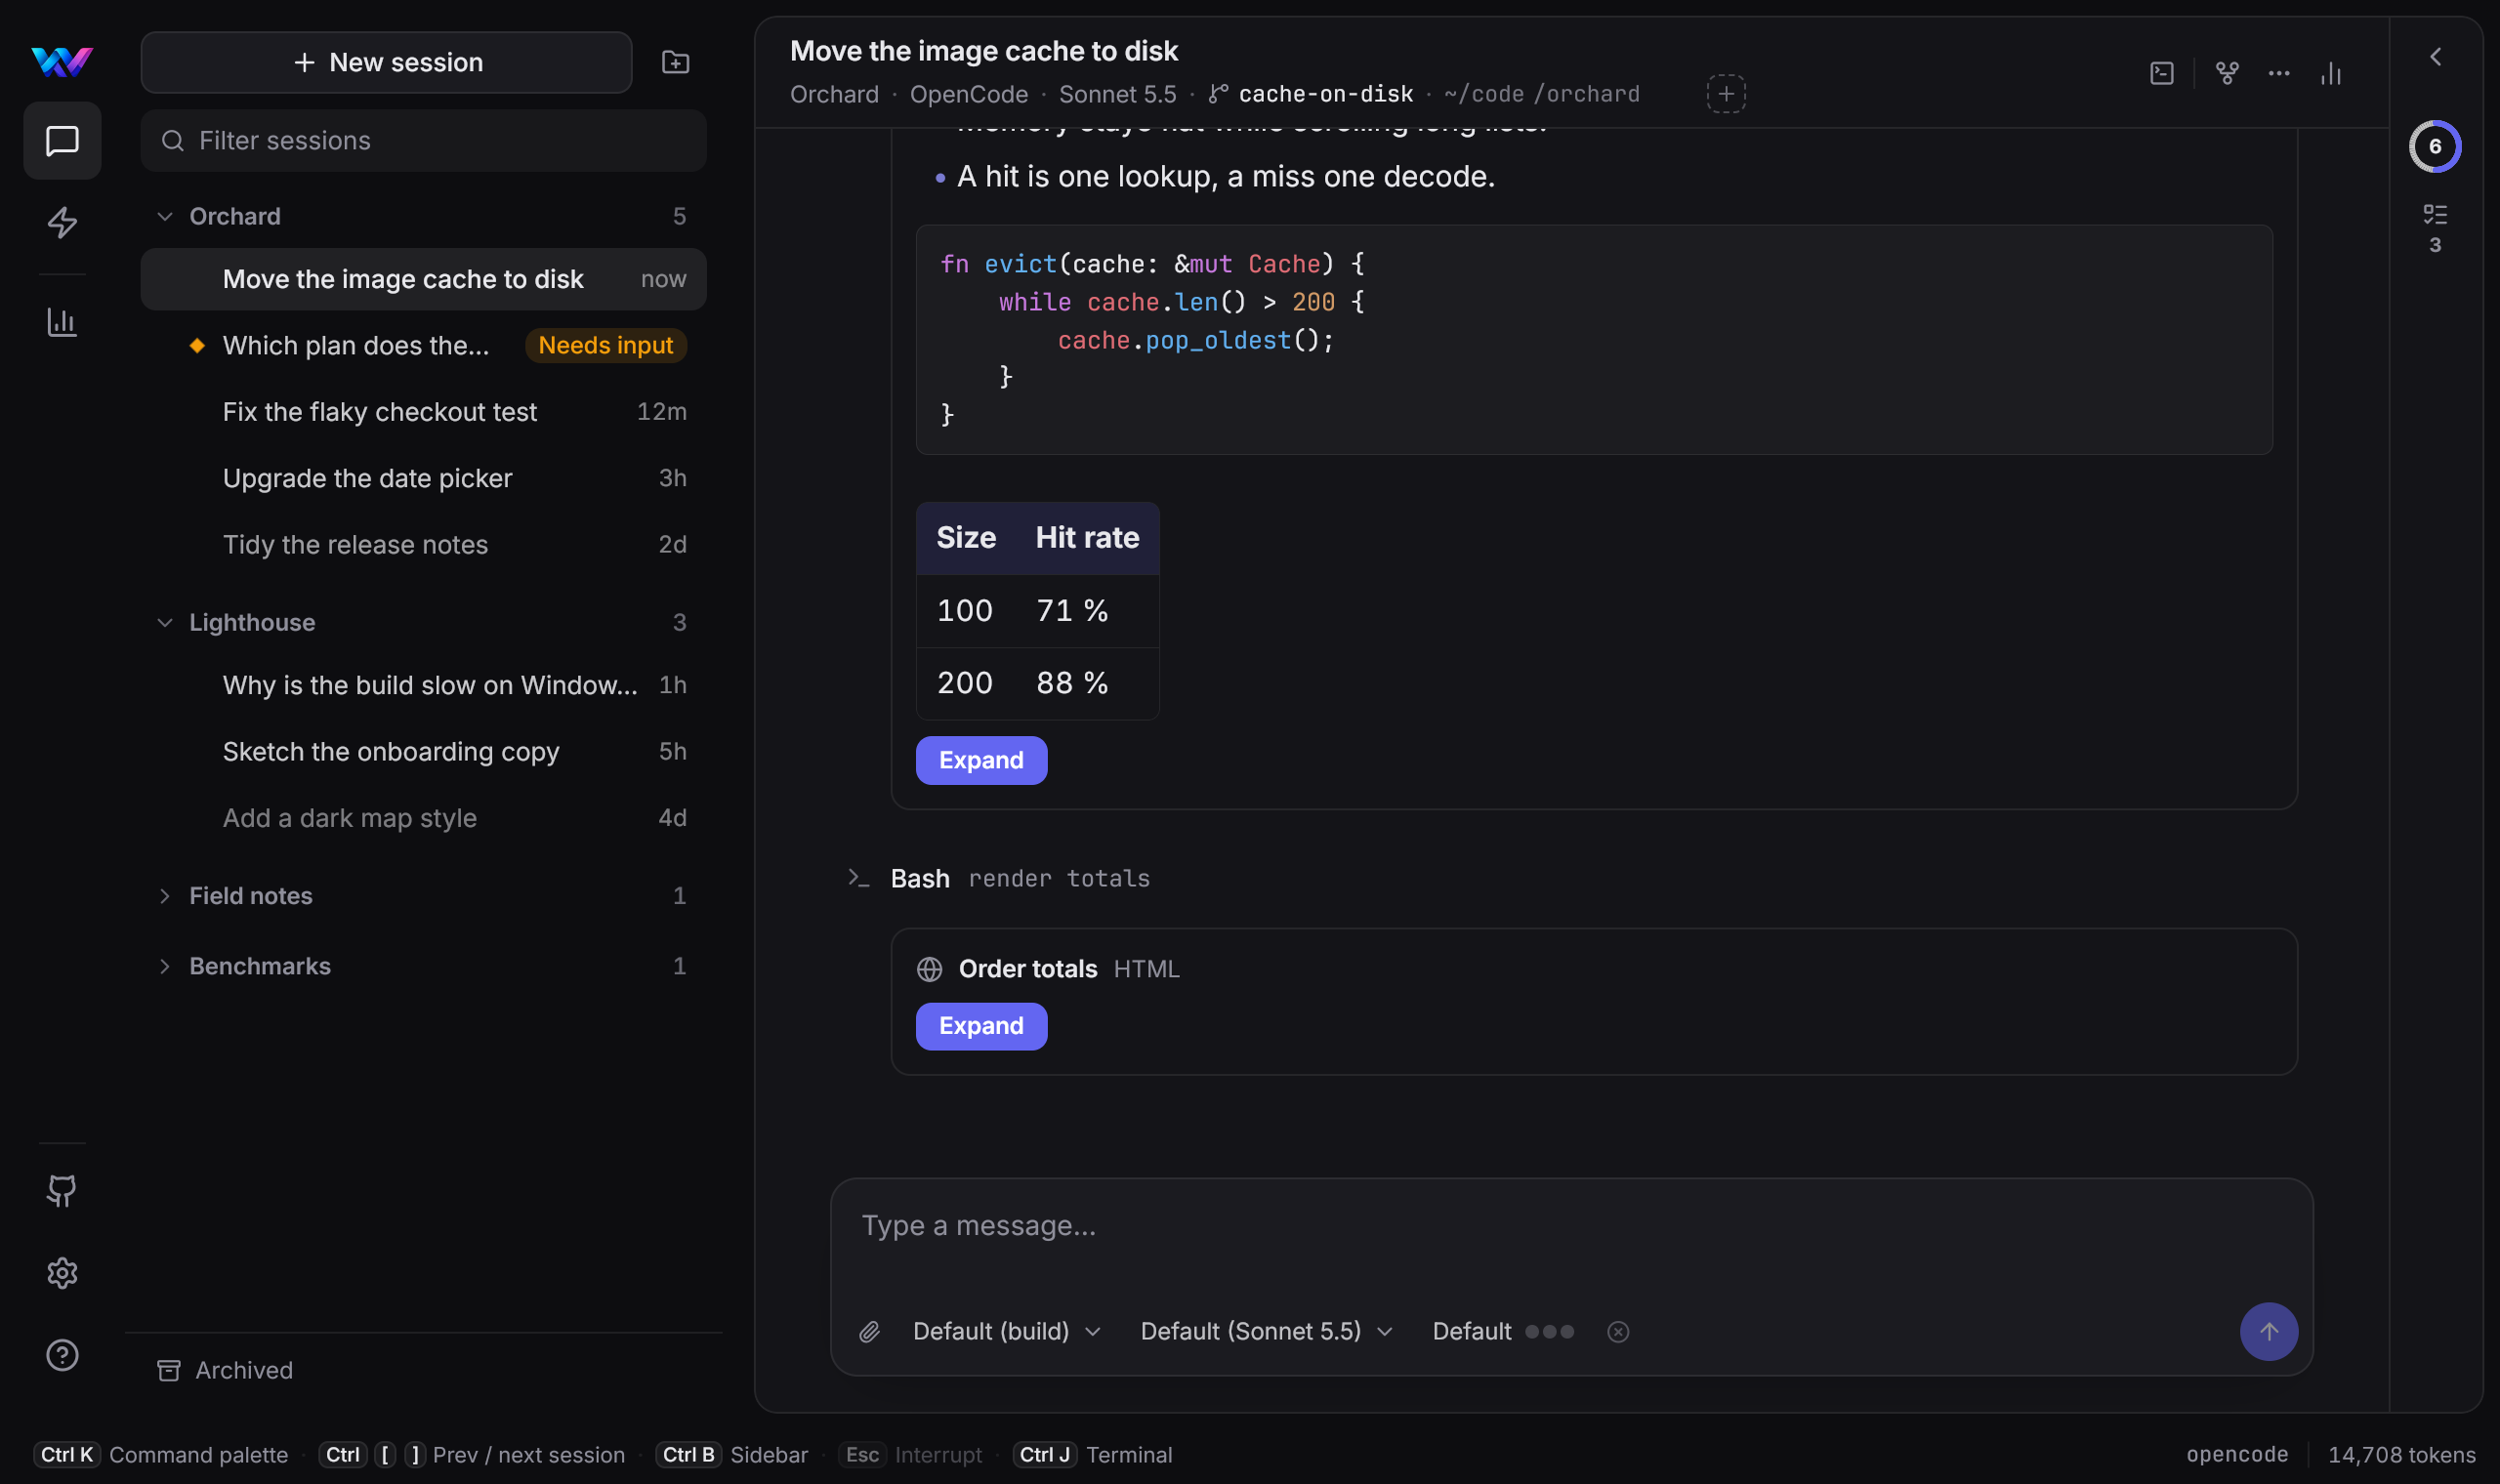 New session
Filter sessions
Orchard 5
Move the image cache to disk now
Which plan does the... Needs input
Fix the flaky checkout test 12m
Upgrade the date picker 3h
Tidy the release notes 2d
Lighthouse 3
Why is the build slow on Window... 1h
Sketch the onboarding copy 5h
Add a dark map style 4d
Field notes 1
Benchmarks 1
Archived
Move the image cache to disk
Orchard · OpenCode · Sonnet 5.5 · cache-on-disk · ~/code /orchard
Memory stays flat while scrolling long lists.
• A hit is one lookup, a miss one decode.
fn evict(cache: &mut Cache) {
    while cache.len() > 200 {
        cache.pop_oldest();
    }
}
Size Hit rate
100 71 %
200 88 %
Expand
Bash render totals
Order totals HTML
Expand
Type a message...
Default (build) Default (Sonnet 5.5) Default
6
3
Ctrl K Command palette · Ctrl [ ] Prev / next session · Ctrl B Sidebar · Esc Interrupt · Ctrl J Terminal
opencode 14,708 tokens